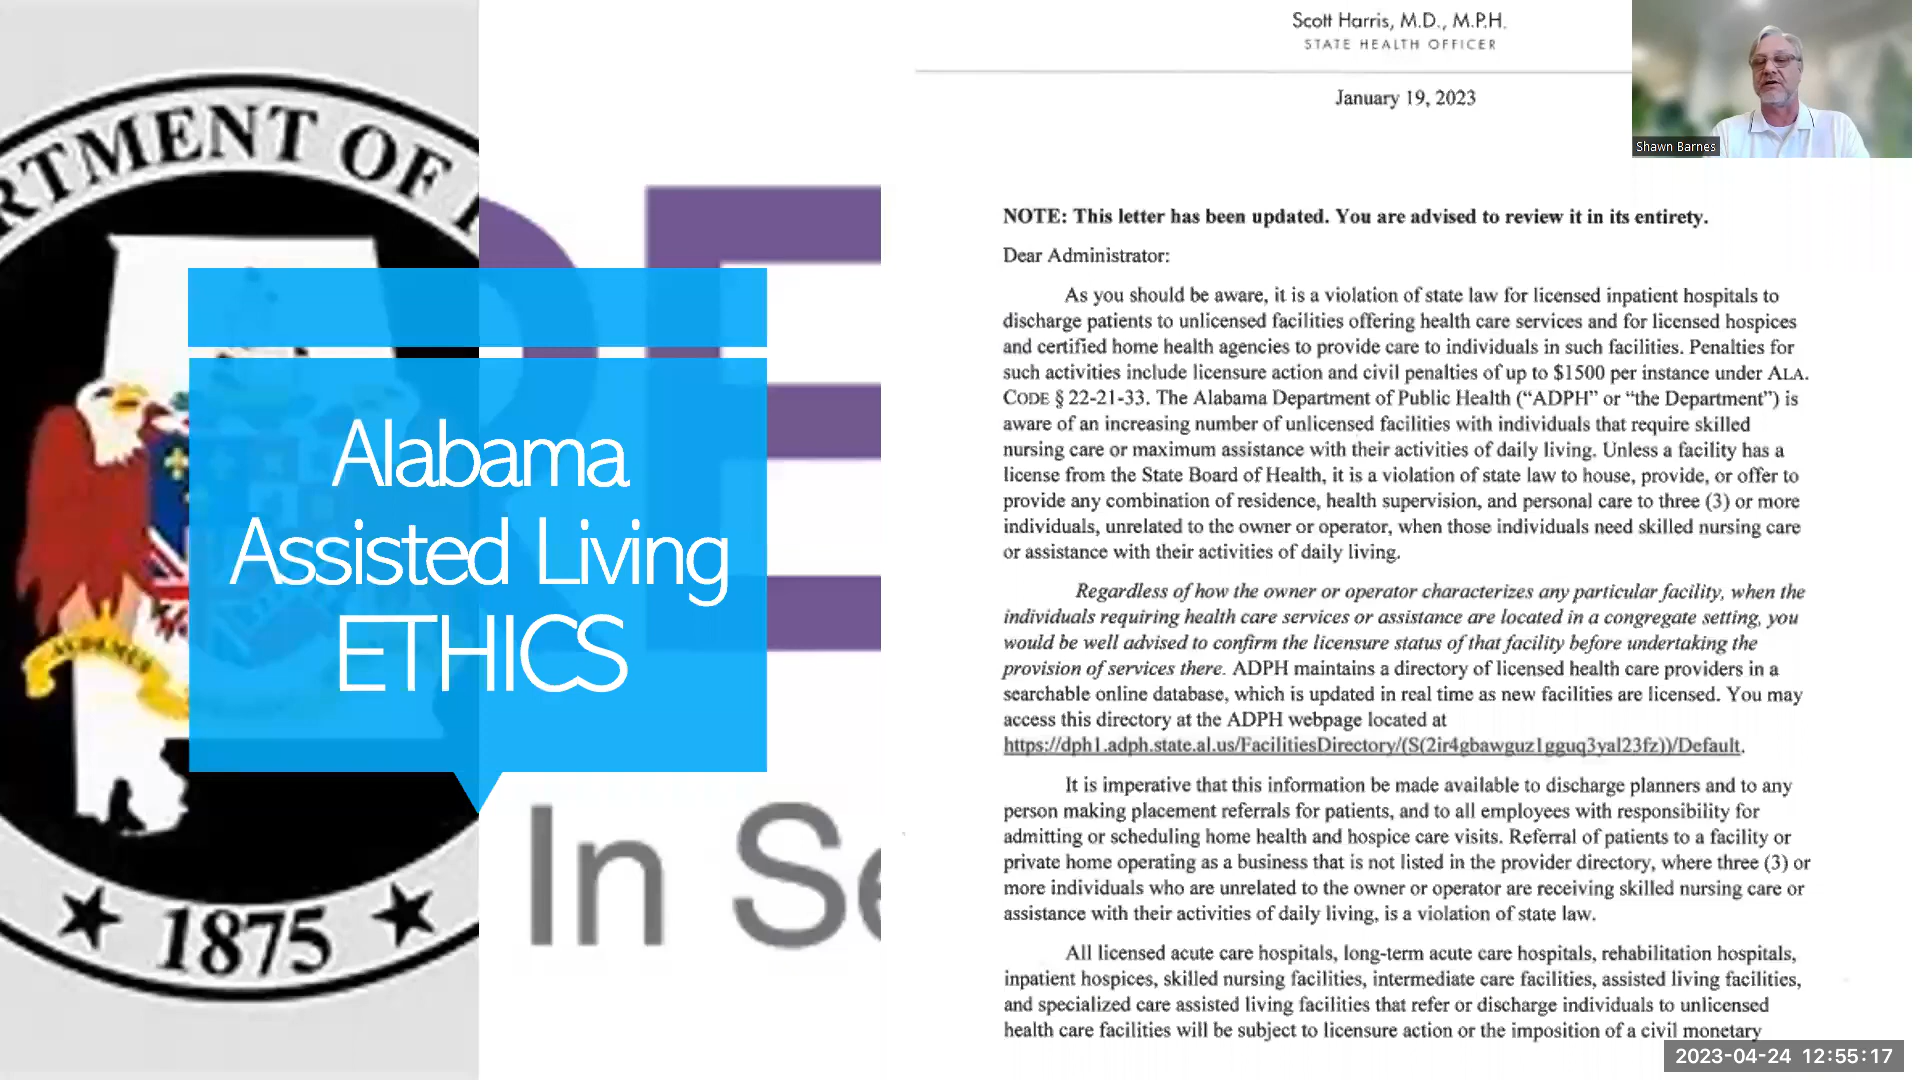 RTMENT OF
ACADEMES
1875
RE
In Se
Alabama
Assisted Living
ETHICS
Scott Harris, M.D., M.P.H.
STATE HEALTH OFFICER
January 19, 2023
NOTE: This letter has been updated. You are advised to review it in its entirety.
Dear Administrator:
As you should be aware, it is a violation of state law for licensed inpatient hospitals to
discharge patients to unlicensed facilities offering health care services and for licensed hospices
and certified home health agencies to provide care to individuals in such facilities. Penalties for
such activities include licensure action and civil penalties of up to $1500 per instance under ALA.
CODE § 22-21-33. The Alabama Department of Public Health (“ADPH” or “the Department”) is
aware of an increasing number of unlicensed facilities with individuals that require skilled
nursing care or maximum assistance with their activities of daily living. Unless a facility has a
license from the State Board of Health, it is a violation of state law to house, provide, or offer to
provide any combination of residence, health supervision, and personal care to three (3) or more
individuals, unrelated to the owner or operator, when those individuals need skilled nursing care
or assistance with their activities of daily living.
Regardless of how the owner or operator characterizes any particular facility, when the
individuals requiring health care services or assistance are located in a congregate setting, you
would be well advised to confirm the licensure status of that facility before undertaking the
provision of services there. ADPH maintains a directory of licensed health care providers in a
searchable online database, which is updated in real time as new facilities are licensed. You may
access this directory at the ADPH webpage located at
https://dph1.adph.state.al.us/FacilitiesDirectory/(S(2ir4gbawguz1gguq3yal23fz))/Default.
It is imperative that this information be made available to discharge planners and to any
person making placement referrals for patients, and to all employees with responsibility for
admitting or scheduling home health and hospice care visits. Referral of patients to a facility or
private home operating as a business that is not listed in the provider directory, where three (3) or
more individuals who are unrelated to the owner or operator are receiving skilled nursing care or
assistance with their activities of daily living, is a violation of state law.
All licensed acute care hospitals, long-term acute care hospitals, rehabilitation hospitals,
inpatient hospices, skilled nursing facilities, intermediate care facilities, assisted living facilities,
and specialized care assisted living facilities that refer or discharge individuals to unlicensed
health care facilities will be subject to licensure action or the imposition of a civil monetary
Shawn Barnes
2023-04-24 12:55:17